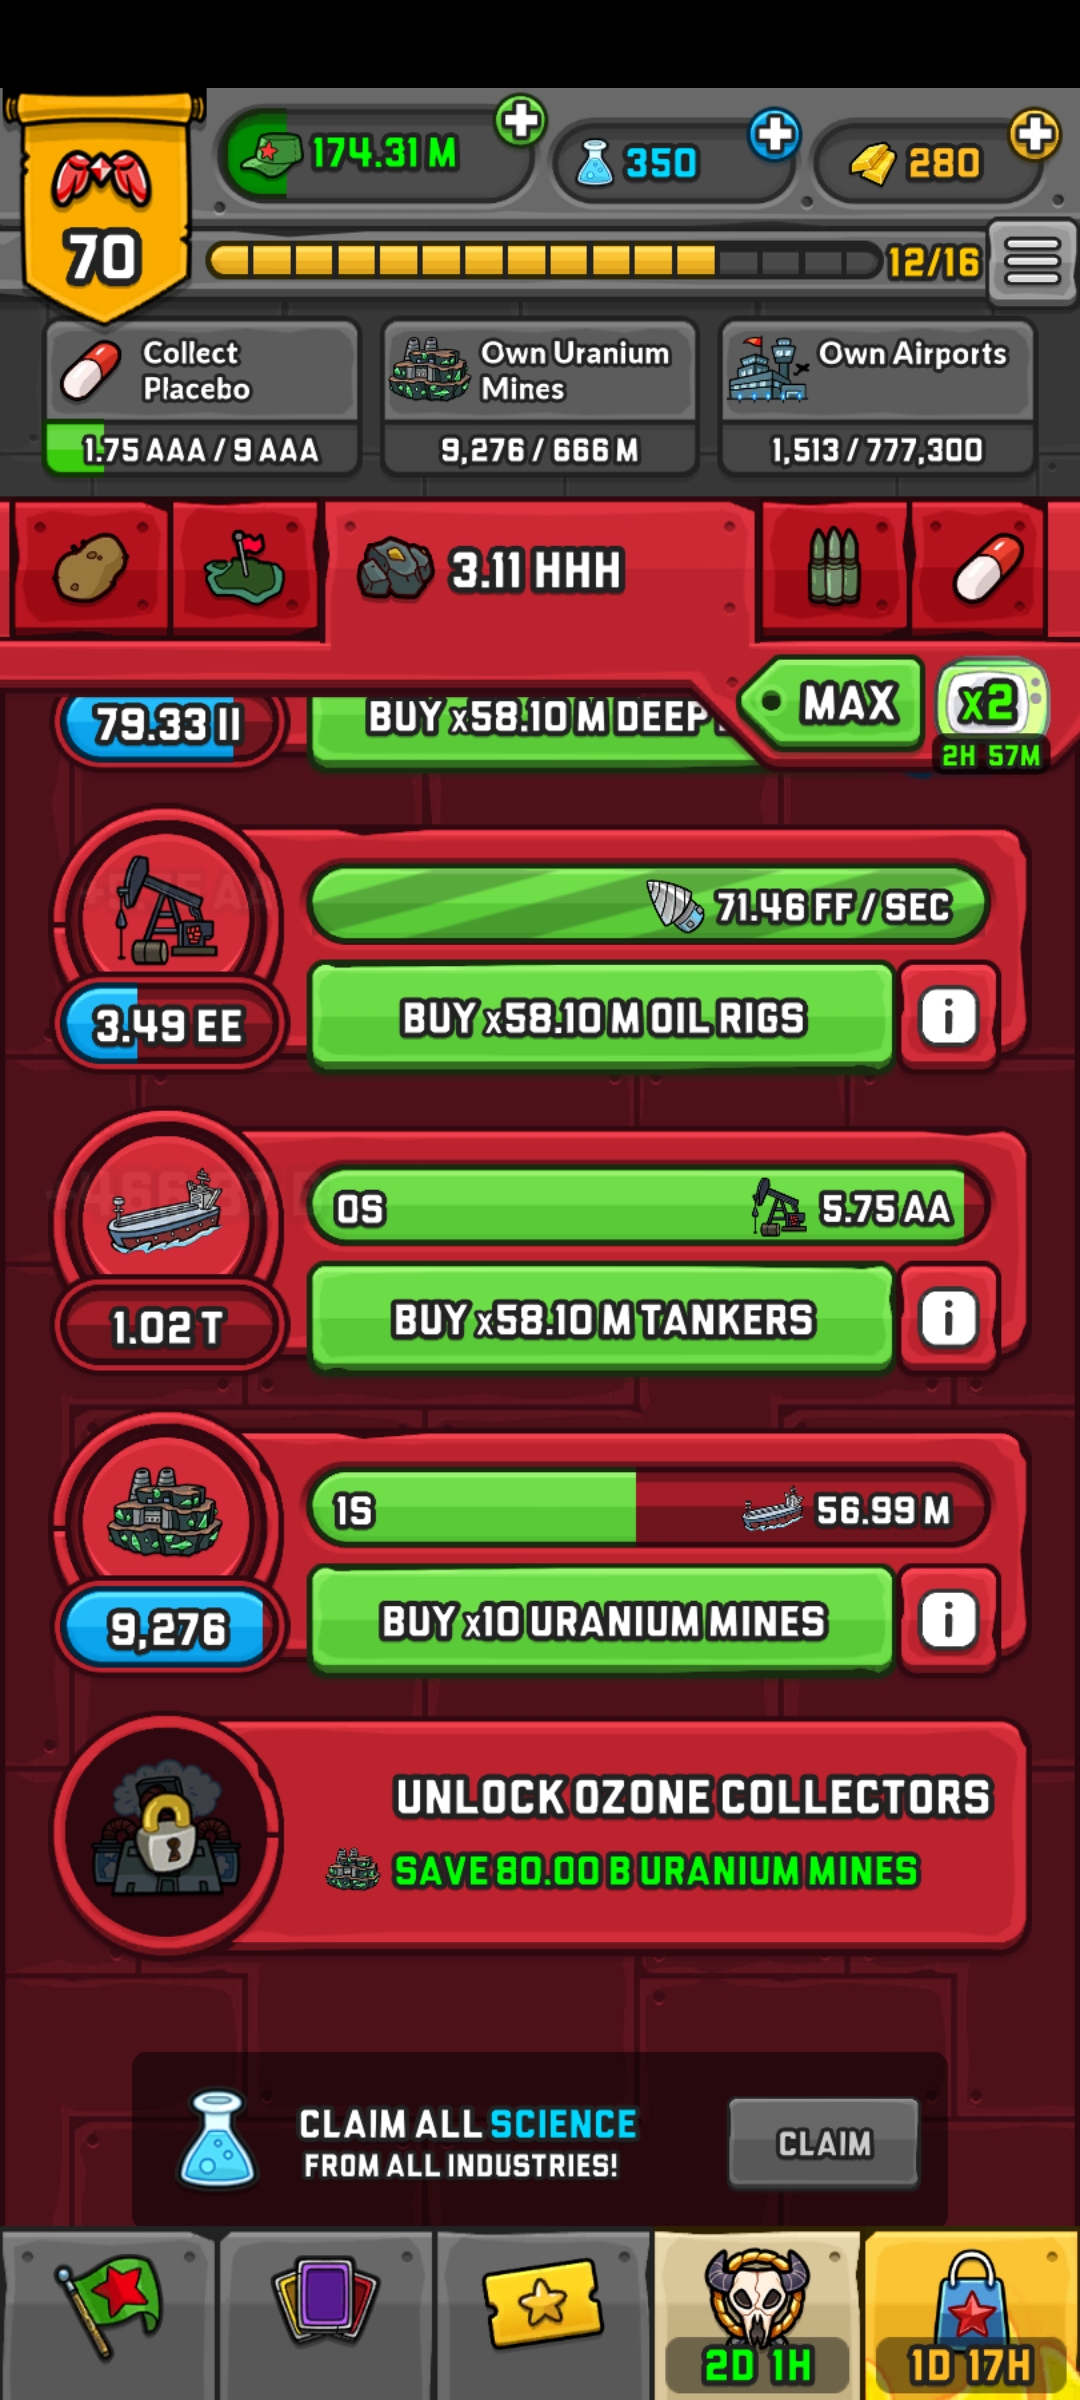 174.31 M
350
280
70
12/16
Collect
Placebo
1.75 AAA / 9 AAA
Own Uranium
Mines
9,276 / 666 M
Own Airports
1,513 / 777,300
3.11 HHH
MAX
x2
2H 57M
79.33 II
BUY x58.10 M DEEP
71.46 FF / SEC
3.49 EE
BUY x58.10 M OIL RIGS
i
0S
5.75 AA
1.02 T
BUY x58.10 M TANKERS
i
1S
56.99 M
9,276
BUY x10 URANIUM MINES
i
UNLOCK OZONE COLLECTORS
SAVE 80.00 B URANIUM MINES
CLAIM ALL SCIENCE
FROM ALL INDUSTRIES!
CLAIM
2D 1H
1D 17H